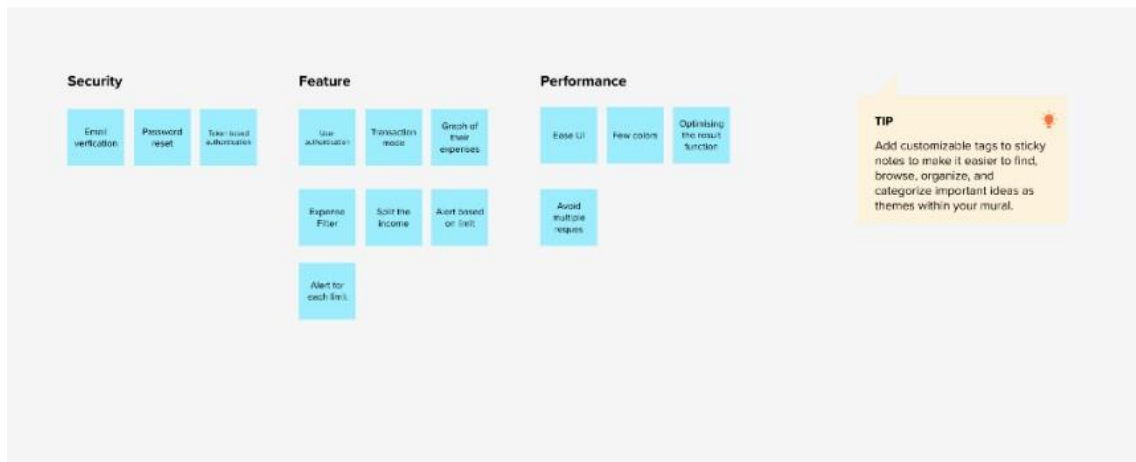 Security
Email
verfication
Password
reset
Token based
authentication
Feature
User
authentication
Transaction
mode
Graph of
their
expenses
Expense
Filter
Split the
income
Alert based
on limit
Alert for
each limit
Performance
Ease UI
Few colors
Optimising
the result
function
Avoid
multiple
reques
TIP
Add customizable tags to sticky
notes to make it easier to find,
browse, organize, and
categorize important ideas as
themes within your mural.